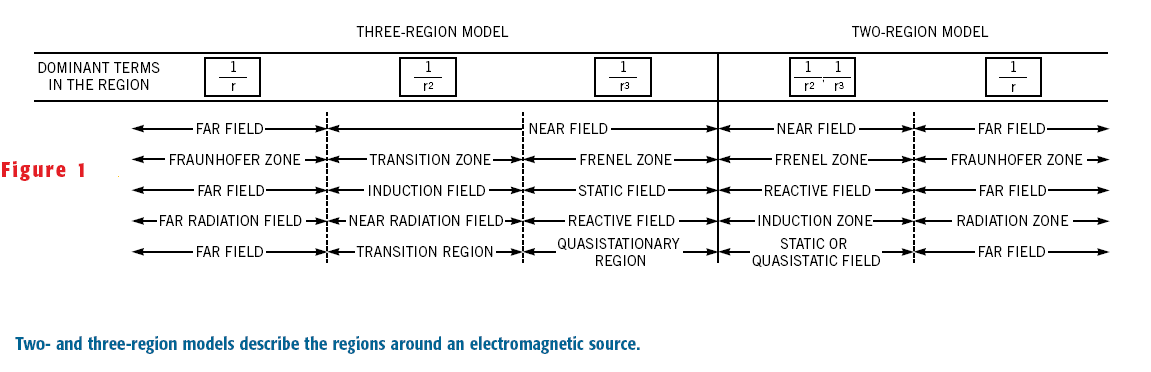 THREE-REGION MODEL TWO-REGION MODEL
DOMINANT TERMS
IN THE REGION
1/r 1/r² 1/r³ 1/r² , 1/r³ 1/r
FAR FIELD NEAR FIELD NEAR FIELD FAR FIELD
FRAUNHOFER ZONE TRANSITION ZONE FRENEL ZONE FRENEL ZONE FRAUNHOFER ZONE
Figure 1
FAR FIELD INDUCTION FIELD STATIC FIELD REACTIVE FIELD FAR FIELD
FAR RADIATION FIELD NEAR RADIATION FIELD REACTIVE FIELD INDUCTION ZONE RADIATION ZONE
FAR FIELD TRANSITION REGION QUASISTATIONARY
REGION STATIC OR
QUASISTATIC FIELD FAR FIELD
Two- and three-region models describe the regions around an electromagnetic source.